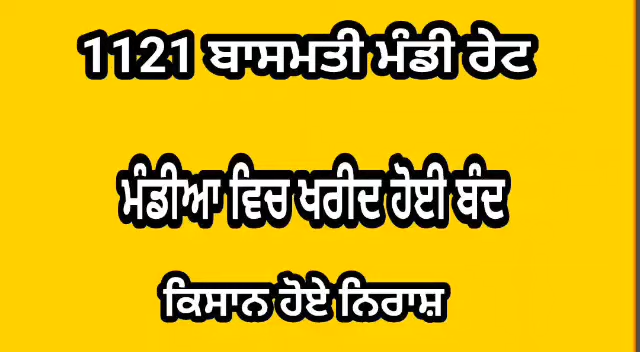 1121 ਬਾਸਮਤੀ ਮੰਡੀ ਰੇਟ
ਮੰਡੀਆ ਵਿਚ ਖਰੀਦ ਹੋਈ ਬੰਦ
ਕਿਸਾਨ ਹੋਏ ਨਿਰਾਸ਼